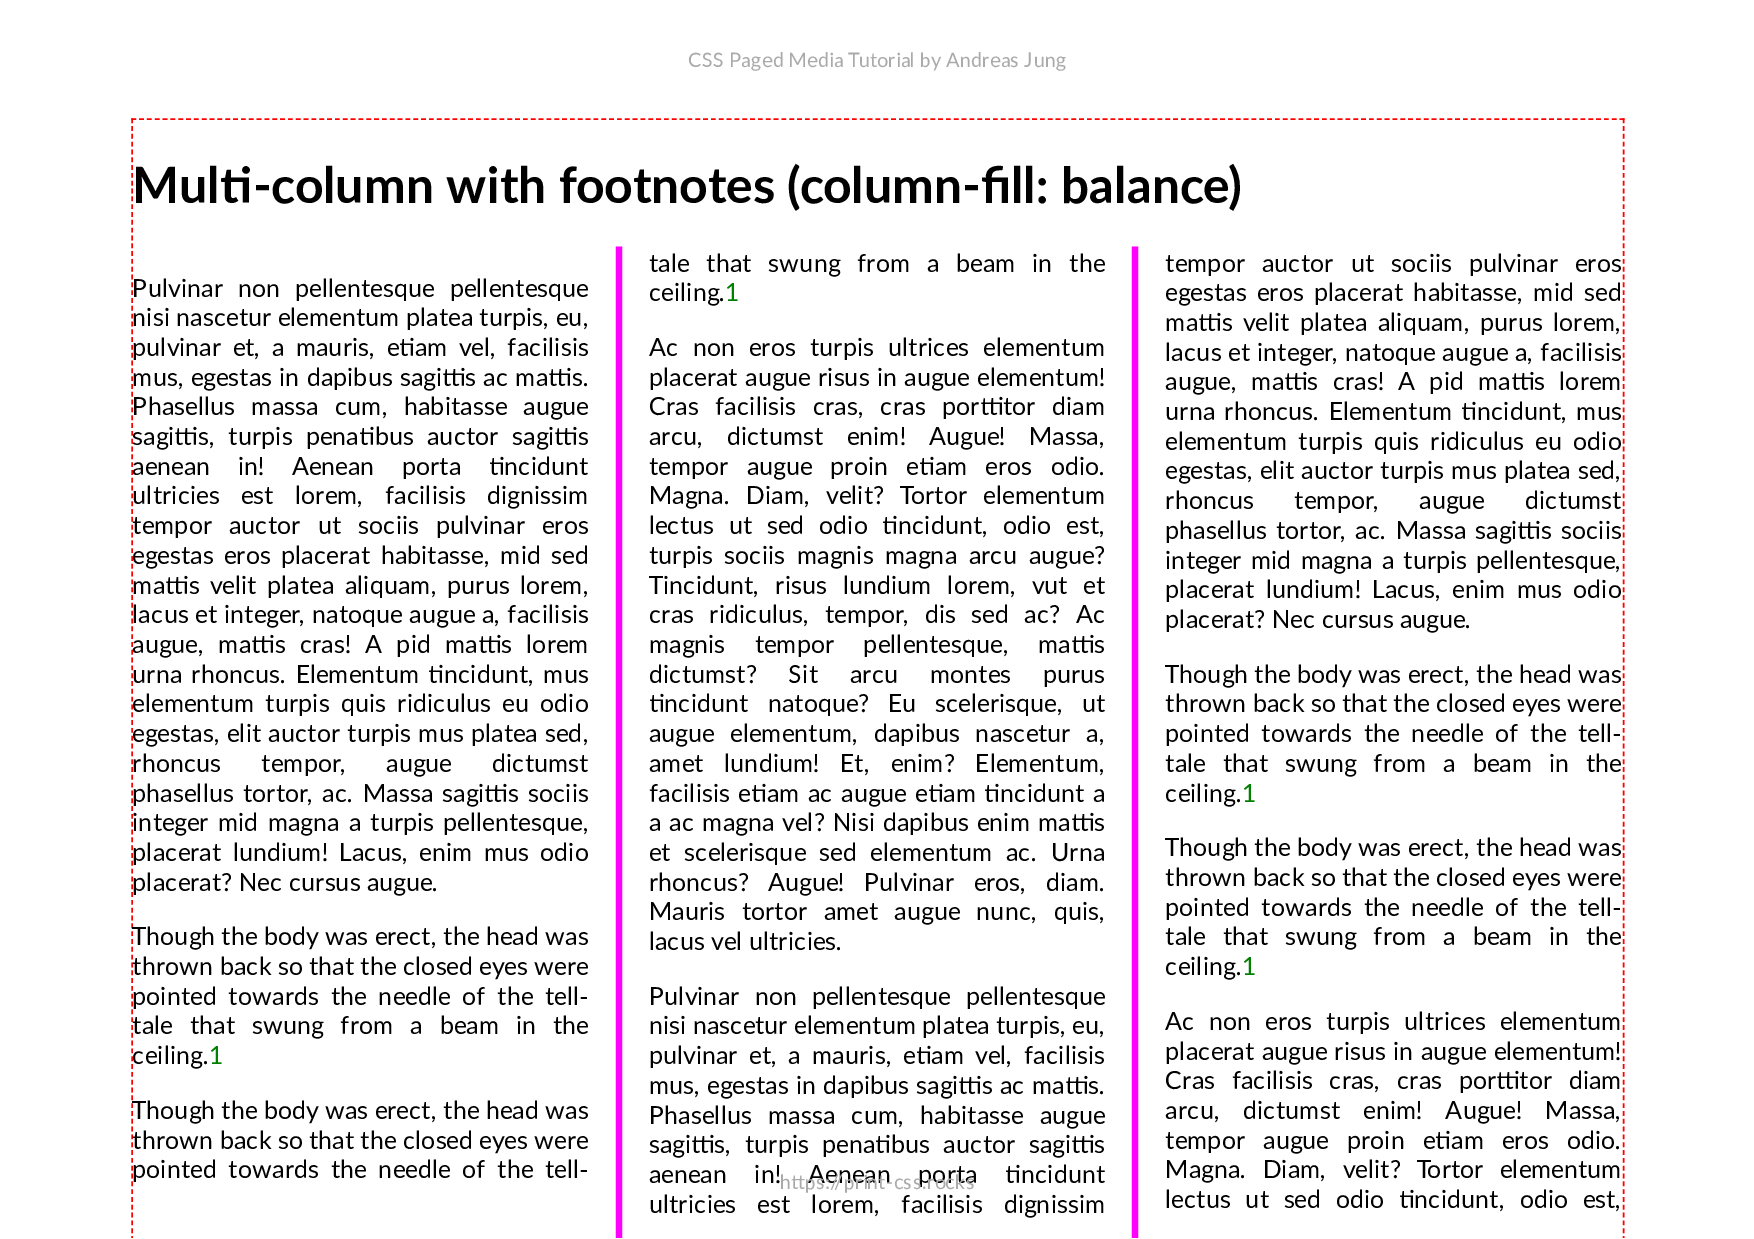 CSS Paged Media Tutorial by Andreas Jung
Multi-column with footnotes (column-fill: balance)
Pulvinar non pellentesque pellentesque
nisi nascetur elementum platea turpis, eu,
pulvinar et, a mauris, etiam vel, facilisis
mus, egestas in dapibus sagittis ac mattis.
Phasellus massa cum, habitasse augue
sagittis, turpis penatibus auctor sagittis
aenean in! Aenean porta tincidunt
ultricies est lorem, facilisis dignissim
tempor auctor ut sociis pulvinar eros
egestas eros placerat habitasse, mid sed
mattis velit platea aliquam, purus lorem,
lacus et integer, natoque augue a, facilisis
augue, mattis cras! A pid mattis lorem
urna rhoncus. Elementum tincidunt, mus
elementum turpis quis ridiculus eu odio
egestas, elit auctor turpis mus platea sed,
rhoncus tempor, augue dictumst
phasellus tortor, ac. Massa sagittis sociis
integer mid magna a turpis pellentesque,
placerat lundium! Lacus, enim mus odio
placerat? Nec cursus augue.
Though the body was erect, the head was
thrown back so that the closed eyes were
pointed towards the needle of the tell-
tale that swung from a beam in the
ceiling.1
Though the body was erect, the head was
thrown back so that the closed eyes were
pointed towards the needle of the tell-
tale that swung from a beam in the
ceiling.1
Ac non eros turpis ultrices elementum
placerat augue risus in augue elementum!
Cras facilisis cras, cras porttitor diam
arcu, dictumst enim! Augue! Massa,
tempor augue proin etiam eros odio.
Magna. Diam, velit? Tortor elementum
lectus ut sed odio tincidunt, odio est,
turpis sociis magnis magna arcu augue?
Tincidunt, risus lundium lorem, vut et
cras ridiculus, tempor, dis sed ac? Ac
magnis tempor pellentesque, mattis
dictumst? Sit arcu montes purus
tincidunt natoque? Eu scelerisque, ut
augue elementum, dapibus nascetur a,
amet lundium! Et, enim? Elementum,
facilisis etiam ac augue etiam tincidunt a
a ac magna vel? Nisi dapibus enim mattis
et scelerisque sed elementum ac. Urna
rhoncus? Augue! Pulvinar eros, diam.
Mauris tortor amet augue nunc, quis,
lacus vel ultricies.
Pulvinar non pellentesque pellentesque
nisi nascetur elementum platea turpis, eu,
pulvinar et, a mauris, etiam vel, facilisis
mus, egestas in dapibus sagittis ac mattis.
Phasellus massa cum, habitasse augue
sagittis, turpis penatibus auctor sagittis
aenean in! Aenean porta tincidunt
ultricies est lorem, facilisis dignissim
tempor auctor ut sociis pulvinar eros
egestas eros placerat habitasse, mid sed
mattis velit platea aliquam, purus lorem,
lacus et integer, natoque augue a, facilisis
augue, mattis cras! A pid mattis lorem
urna rhoncus. Elementum tincidunt, mus
elementum turpis quis ridiculus eu odio
egestas, elit auctor turpis mus platea sed,
rhoncus tempor, augue dictumst
phasellus tortor, ac. Massa sagittis sociis
integer mid magna a turpis pellentesque,
placerat lundium! Lacus, enim mus odio
placerat? Nec cursus augue.
Though the body was erect, the head was
thrown back so that the closed eyes were
pointed towards the needle of the tell-
tale that swung from a beam in the
ceiling.1
Though the body was erect, the head was
thrown back so that the closed eyes were
pointed towards the needle of the tell-
tale that swung from a beam in the
ceiling.1
Ac non eros turpis ultrices elementum
placerat augue risus in augue elementum!
Cras facilisis cras, cras porttitor diam
arcu, dictumst enim! Augue! Massa,
tempor augue proin etiam eros odio.
Magna. Diam, velit? Tortor elementum
lectus ut sed odio tincidunt, odio est,
https://print-css.rocks